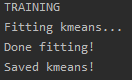 TRAINING
Fitting kmeans...
Done fitting!
Saved kmeans!